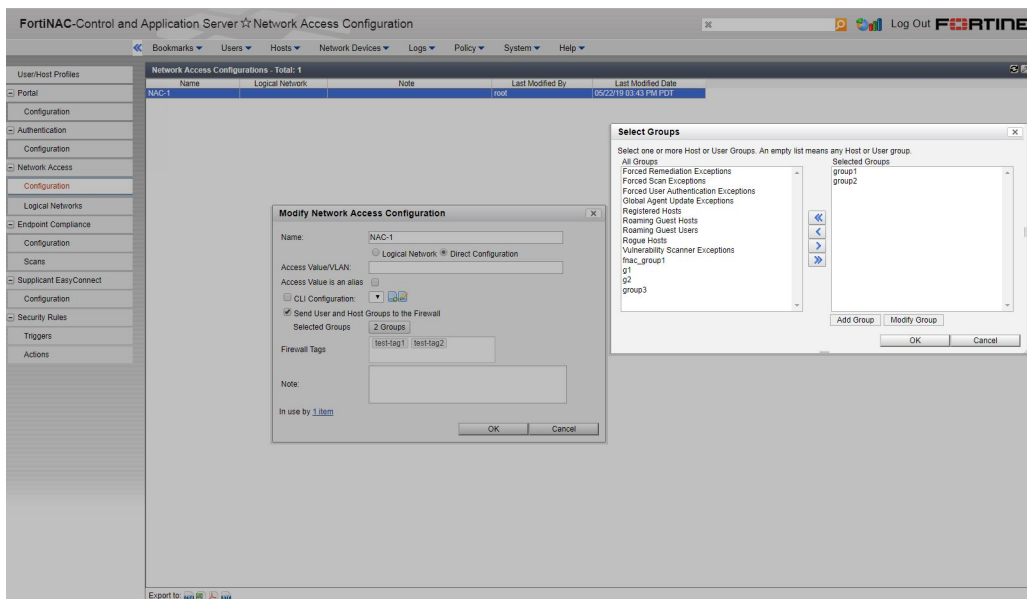 FortiNAC-Control and Application Server ☆ Network Access Configuration
Log Out FORTINE
Bookmarks Users Hosts Network Devices Logs Policy System Help
User/Host Profiles
Portal
Configuration
Authentication
Configuration
Network Access
Configuration
Logical Networks
Endpoint Compliance
Configuration
Scans
Supplicant EasyConnect
Configuration
Security Rules
Triggers
Actions
Network Access Configurations - Total: 1
Name Logical Network Note Last Modified By Last Modified Date
NAC-1 root 05/22/19 03:43 PM PDT
Modify Network Access Configuration
Name: NAC-1
Logical Network Direct Configuration
Access Value/VLAN:
Access Value is an alias
CLI Configuration:
Send User and Host Groups to the Firewall
Selected Groups 2 Groups
Firewall Tags test-tag1 test-tag2
Note:
In use by 1 item
OK Cancel
Select Groups
Select one or more Host or User Groups. An empty list means any Host or User group.
All Groups Selected Groups
Forced Remediation Exceptions
Forced Scan Exceptions
Forced User Authentication Exceptions
Global Agent Update Exceptions
Registered Hosts
Roaming Guest Hosts
Roaming Guest Users
Rogue Hosts
Vulnerability Scanner Exceptions
fnac_group1
g1
g2
group3
group1
group2
Add Group Modify Group
OK Cancel
Export to: